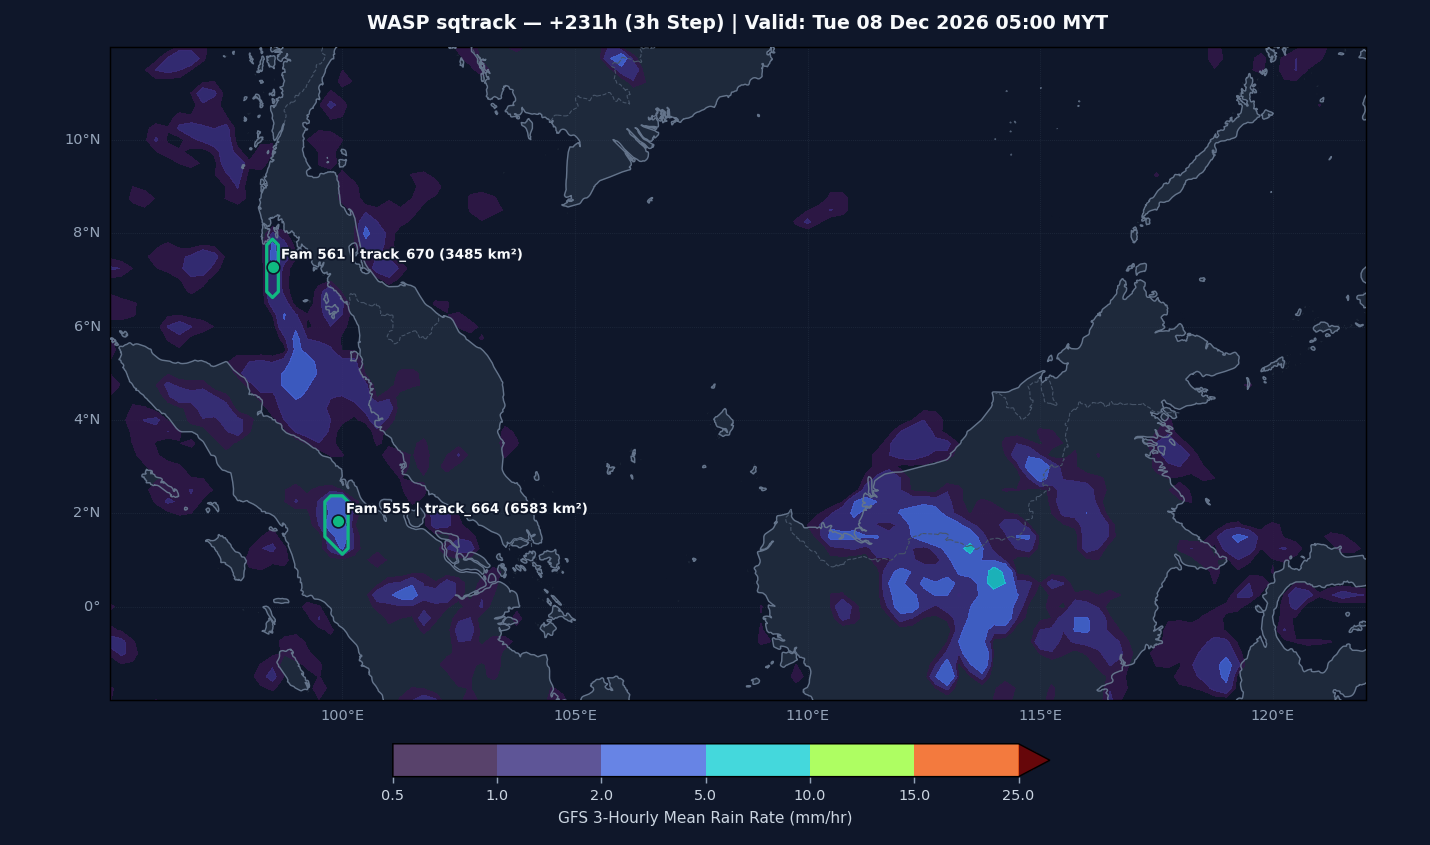 WASP sqtrack — +231h (3h Step) | Valid: Tue 08 Dec 2026 05:00 MYT
10°N
8°N
Fam 561 | track_670 (3485 km²)
6°N
4°N
2°N
Fam 555 | track_664 (6583 km²)
0°
100°E 105°E 110°E 115°E 120°E
0.5 1.0 2.0 5.0 10.0 15.0 25.0
GFS 3-Hourly Mean Rain Rate (mm/hr)